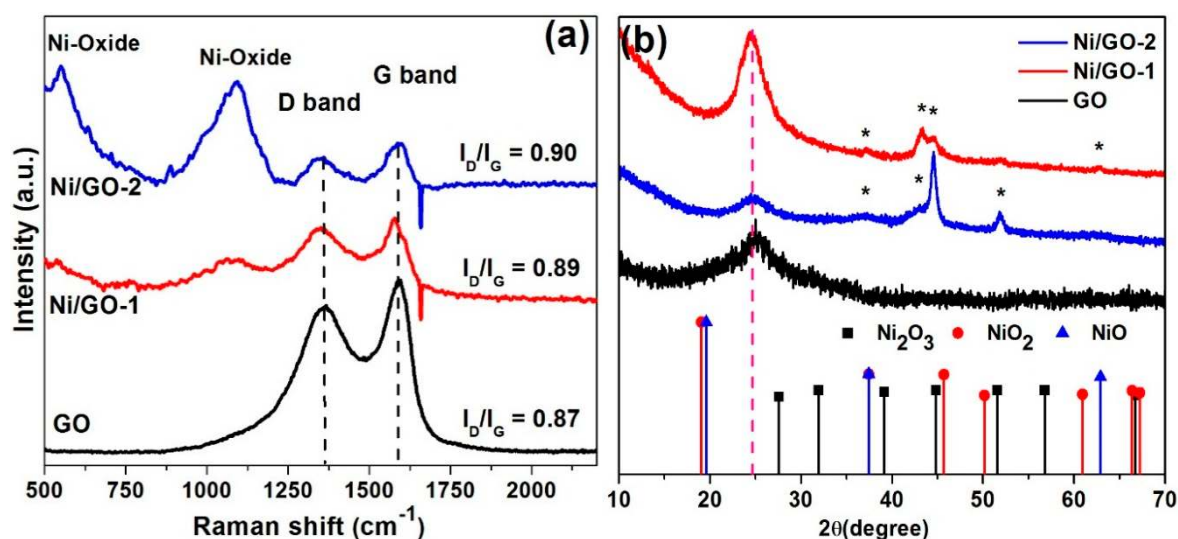 (a)
Ni-Oxide
Ni-Oxide
G band
D band
I_D/I_G = 0.90
Ni/GO-2
I_D/I_G = 0.89
Ni/GO-1
I_D/I_G = 0.87
GO
Intensity (a.u.)
500 750 1000 1250 1500 1750 2000
Raman shift (cm⁻¹)
(b)
Ni/GO-2
Ni/GO-1
GO
* * * *
*
* * *
Ni₂O₃ NiO₂ NiO
10 20 30 40 50 60 70
2θ(degree)